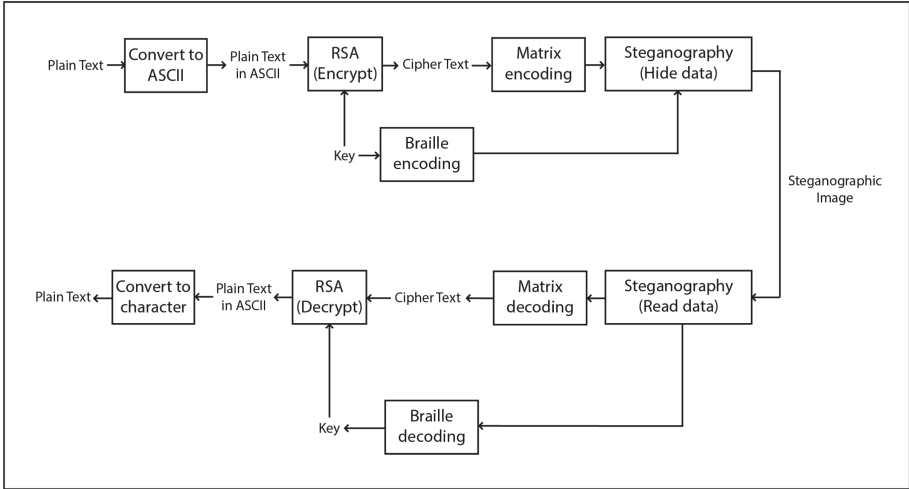 Plain Text
Convert to
ASCII
Plain Text
in ASCII
RSA
(Encrypt)
Cipher Text
Matrix
encoding
Steganography
(Hide data)
Key
Braille
encoding
Steganographic
Image
Plain Text
Convert to
character
Plain Text
in ASCII
RSA
(Decrypt)
Cipher Text
Matrix
decoding
Steganography
(Read data)
Key
Braille
decoding